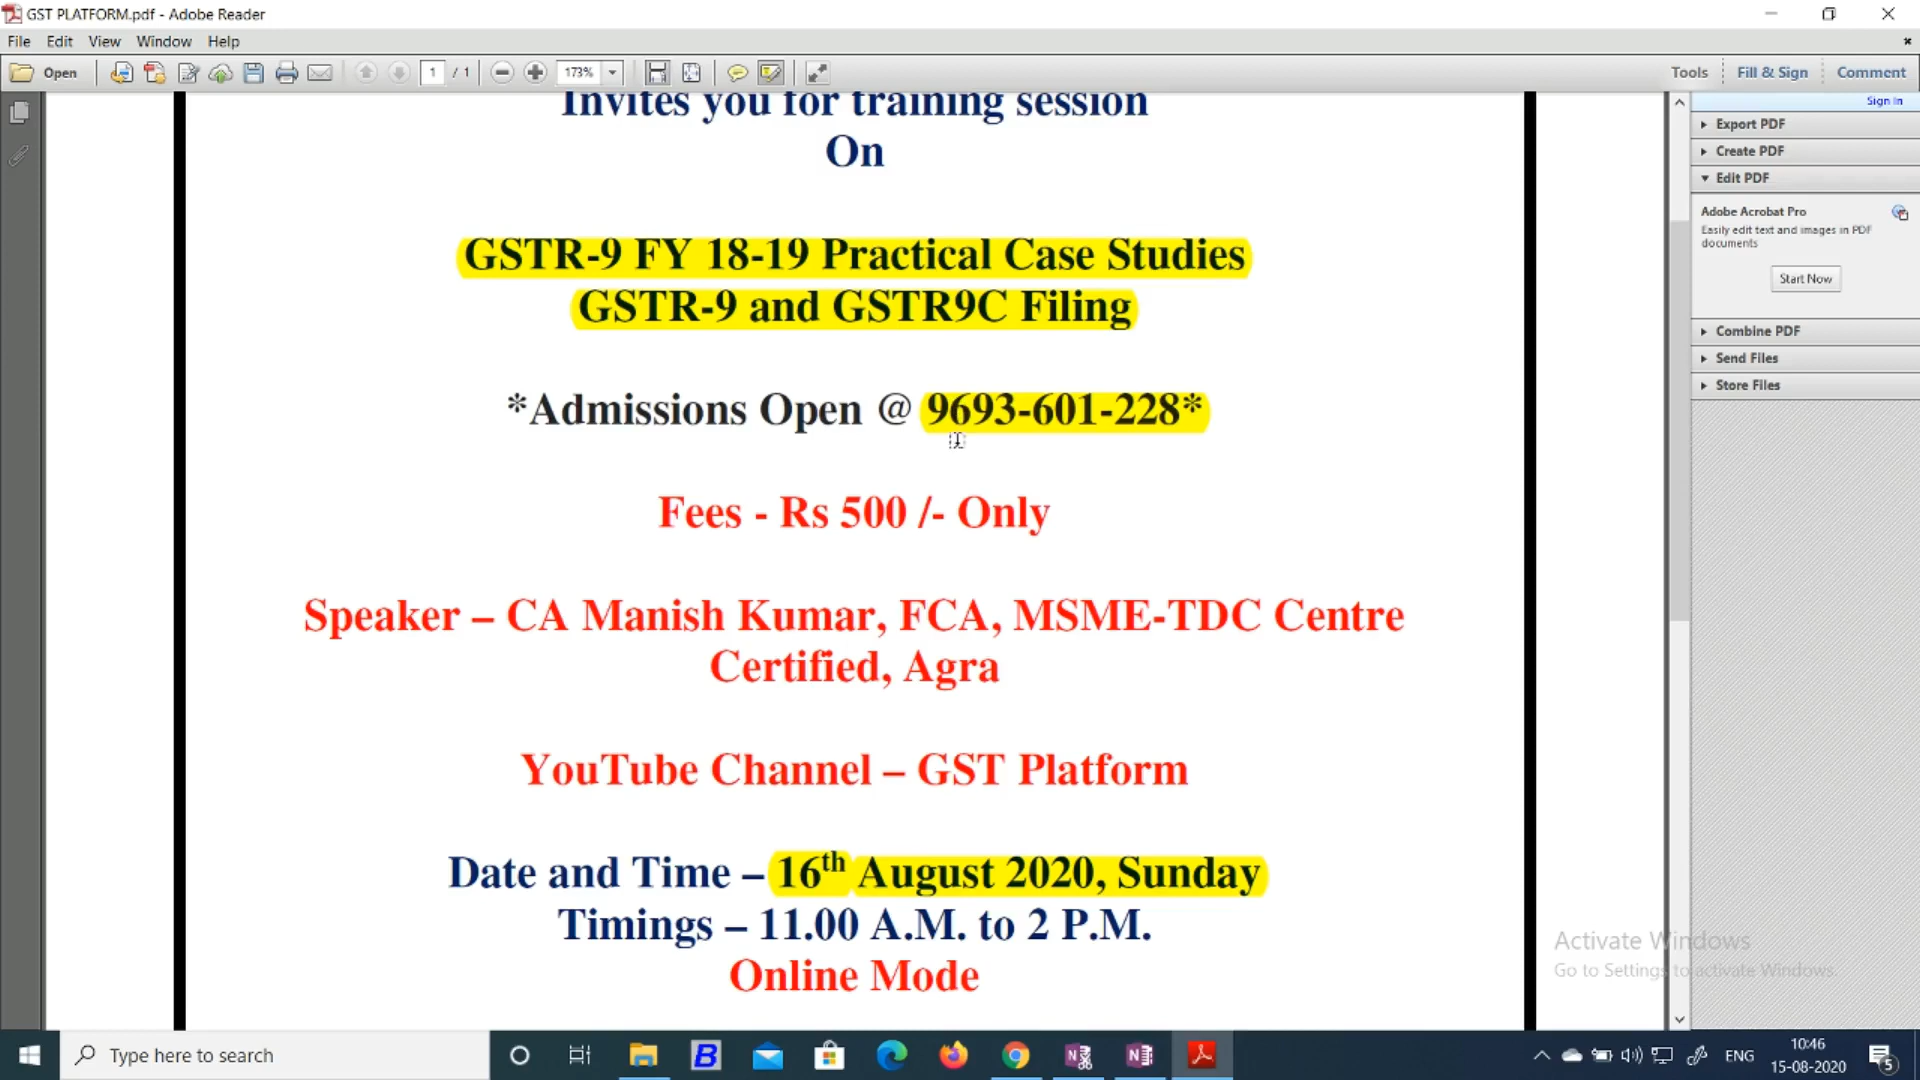 GST PLATFORM.pdf - Adobe Reader
File Edit View Window Help
Open 1 / 1 173% Tools Fill & Sign Comment
Sign In
Export PDF
Create PDF
Edit PDF
Adobe Acrobat Pro
Easily edit text and images in PDF
documents
Start Now
Combine PDF
Send Files
Store Files
Invites you for training session
On
GSTR-9 FY 18-19 Practical Case Studies
GSTR-9 and GSTR9C Filing
*Admissions Open @ 9693-601-228*
Fees - Rs 500 /- Only
Speaker – CA Manish Kumar, FCA, MSME-TDC Centre
Certified, Agra
YouTube Channel – GST Platform
Date and Time – 16th August 2020, Sunday
Timings – 11.00 A.M. to 2 P.M.
Online Mode
Activate Windows
Go to Settings to activate Windows.
Type here to search
B
N
ENG
10:46
15-08-2020
5